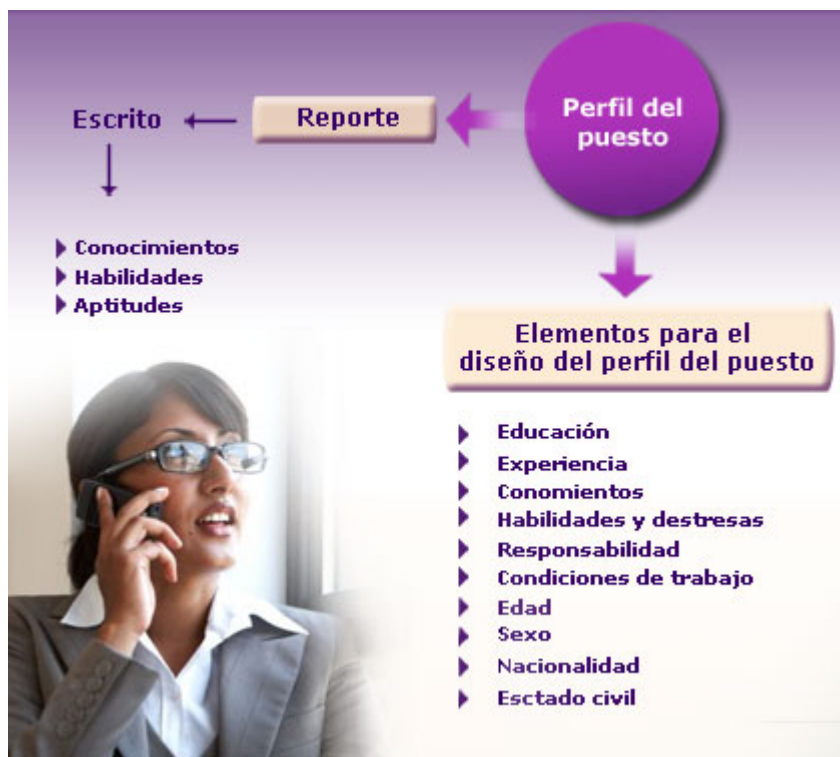 Perfil del
puesto
Reporte
Escrito
Conocimientos
Habilidades
Aptitudes
Elementos para el
diseño del perfil del puesto
Educación
Experiencia
Conomientos
Habilidades y destresas
Responsabilidad
Condiciones de trabajo
Edad
Sexo
Nacionalidad
Esctado civil